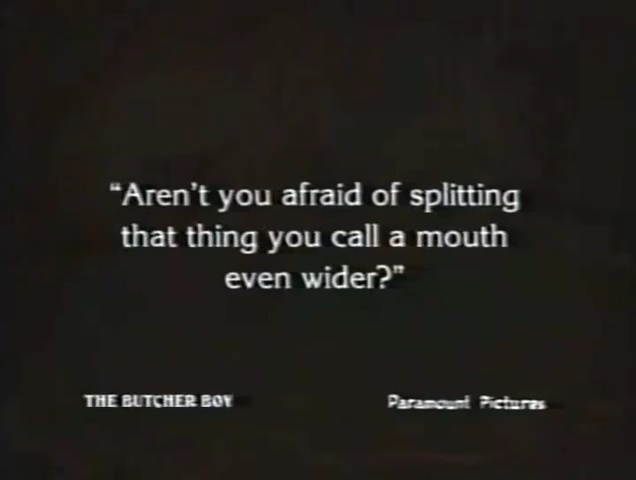 “Aren't you afraid of splitting
that thing you call a mouth
even wider?”
THE BUTCHER BOY
Paramount Pictures